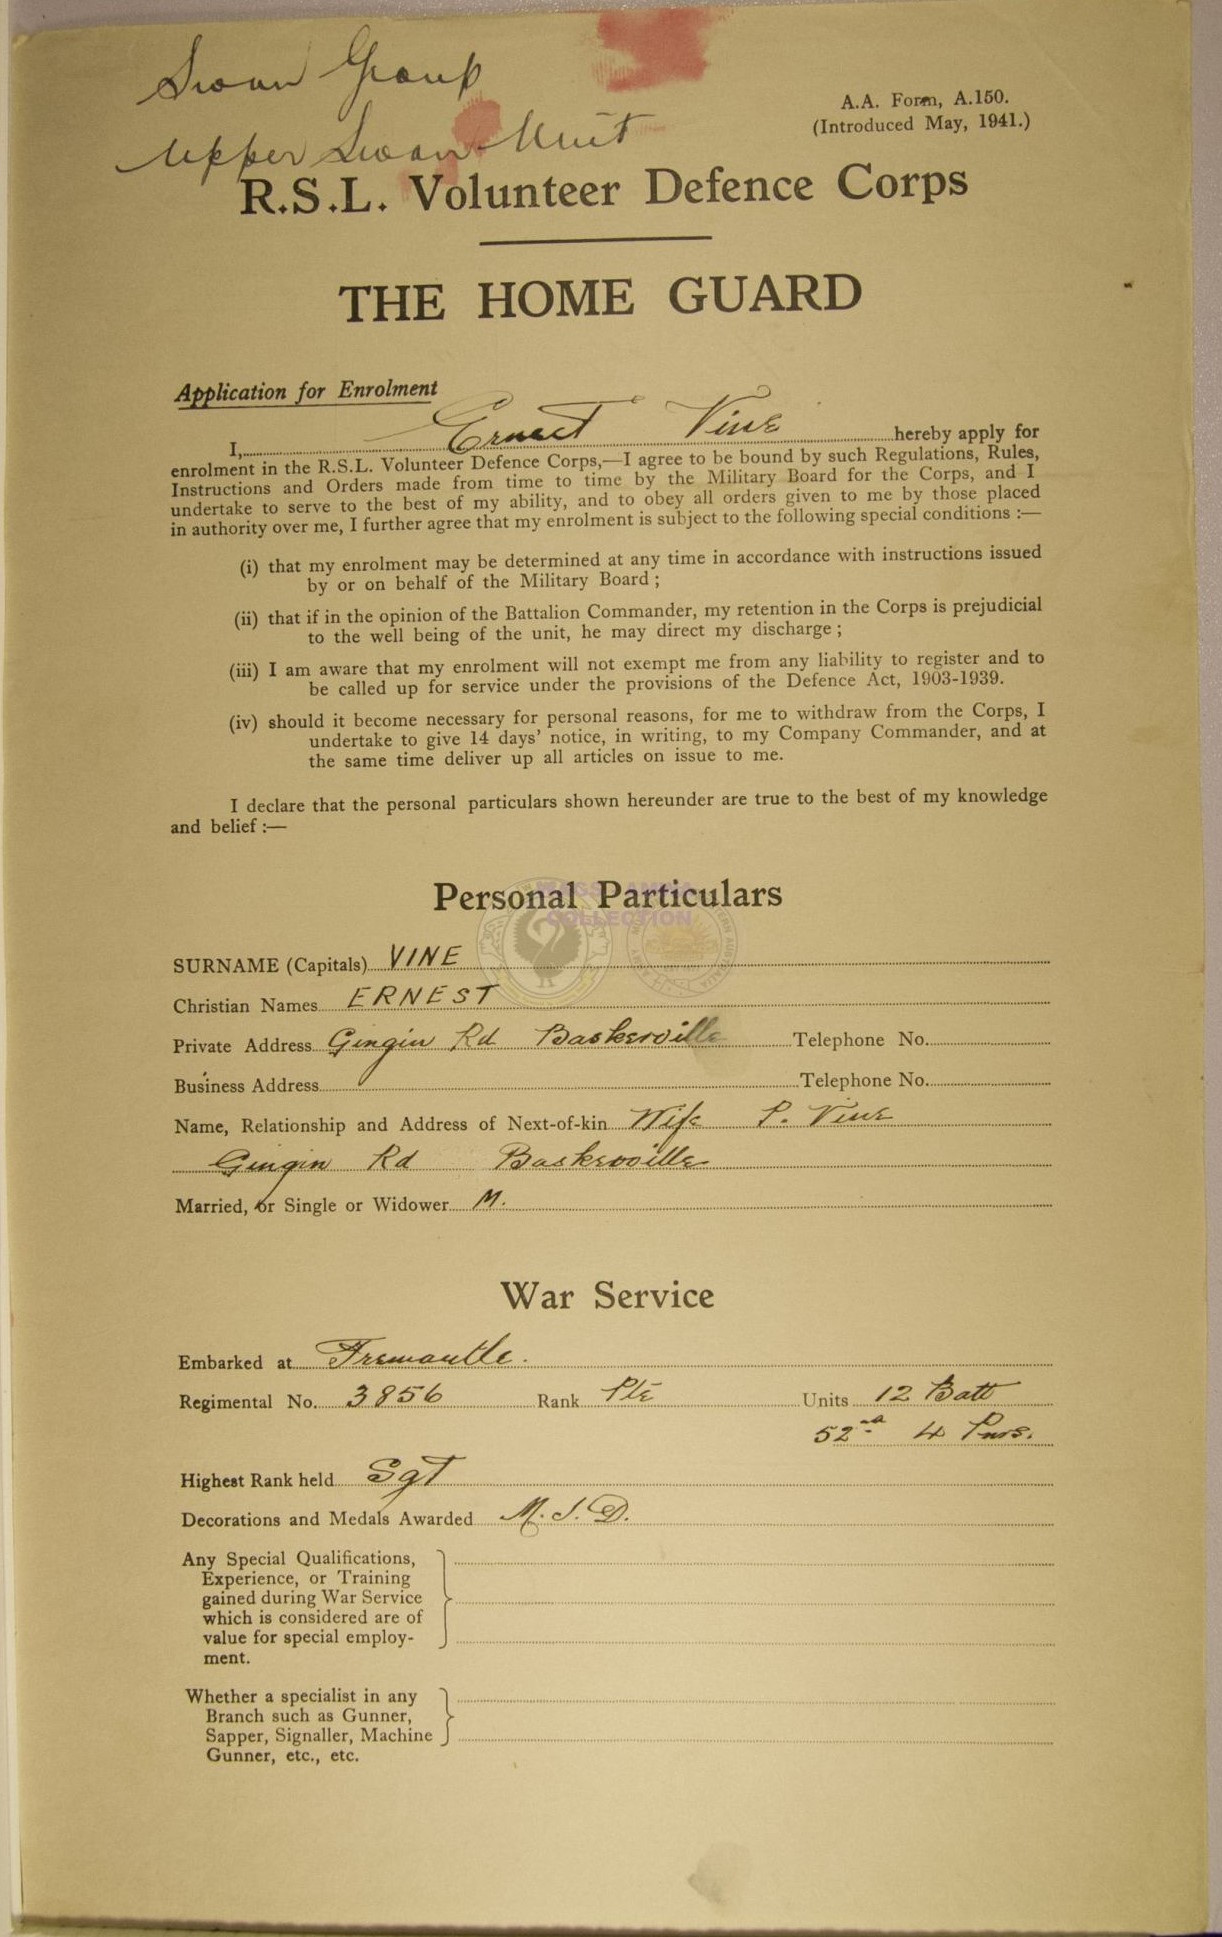 Swan Group
Upper Swan Unit
A.A. Form, A.150.
(Introduced May, 1941.)
R.S.L. Volunteer Defence Corps
THE HOME GUARD
Application for Enrolment
I, Ernest Vine hereby apply for
enrolment in the R.S.L. Volunteer Defence Corps,—I agree to be bound by such Regulations, Rules,
Instructions and Orders made from time to time by the Military Board for the Corps, and I
undertake to serve to the best of my ability, and to obey all orders given to me by those placed
in authority over me, I further agree that my enrolment is subject to the following special conditions :—
(i) that my enrolment may be determined at any time in accordance with instructions issued
by or on behalf of the Military Board ;
(ii) that if in the opinion of the Battalion Commander, my retention in the Corps is prejudicial
to the well being of the unit, he may direct my discharge ;
(iii) I am aware that my enrolment will not exempt me from any liability to register and to
be called up for service under the provisions of the Defence Act, 1903-1939.
(iv) should it become necessary for personal reasons, for me to withdraw from the Corps, I
undertake to give 14 days' notice, in writing, to my Company Commander, and at
the same time deliver up all articles on issue to me.
I declare that the personal particulars shown hereunder are true to the best of my knowledge
and belief :—
Personal Particulars
COLLECTION
SURNAME (Capitals) VINE
Christian Names ERNEST
Private Address Gingin Rd Baskerville Telephone No.
Business Address Telephone No.
Name, Relationship and Address of Next-of-kin Wife P. Vine
Gingin Rd Baskerville
Married, or Single or Widower M.
War Service
Embarked at Fremantle.
Regimental No. 3856 Rank Pte Units 12 Batt
52nd 4 Pnrs.
Highest Rank held Sgt
Decorations and Medals Awarded M.I.D.
Any Special Qualifications,
Experience, or Training
gained during War Service
which is considered are of
value for special employ-
ment.
Whether a specialist in any
Branch such as Gunner,
Sapper, Signaller, Machine
Gunner, etc., etc.